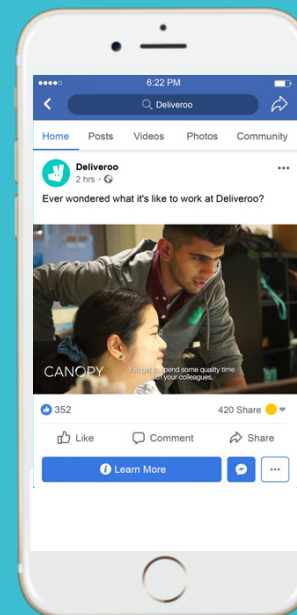 6:22 PM
Deliveroo
Home Posts Videos Photos Community
Deliveroo
2 hrs
Ever wondered what it's like to work at Deliveroo?
CANOPY
You get to spend some quality time
with your colleagues.
352
420 Share
Like Comment Share
Learn More